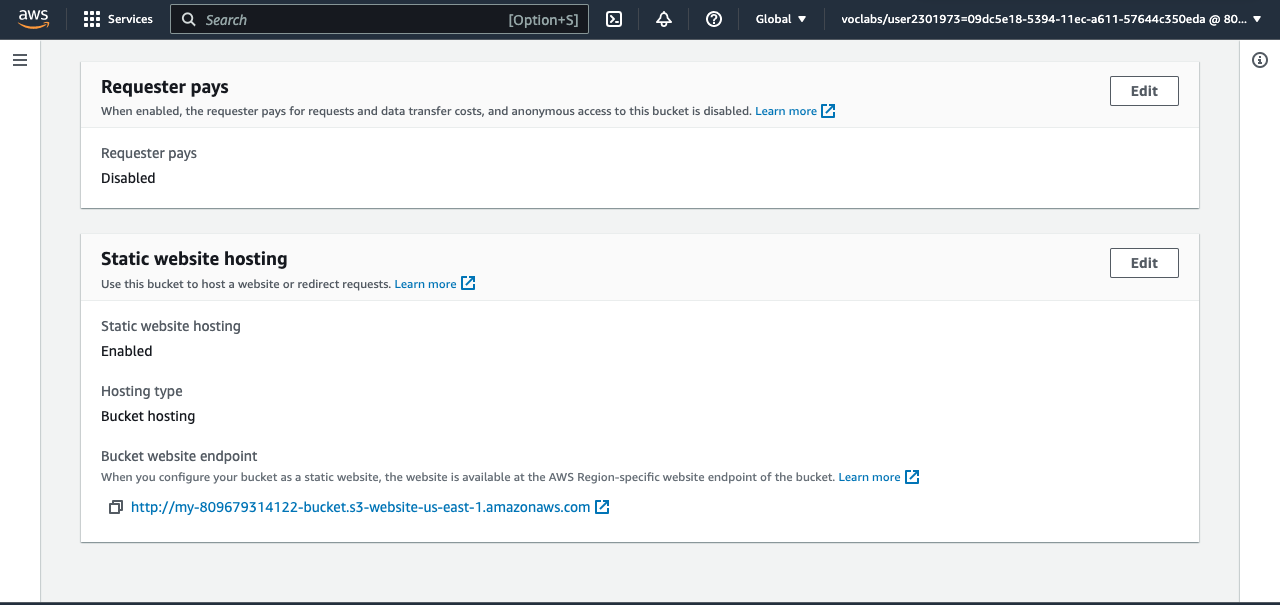 aws Services Search [Option+S] Global voclabs/user2301973=09dc5e18-5394-11ec-a611-57644c350eda @ 80...
Requester pays
Edit
When enabled, the requester pays for requests and data transfer costs, and anonymous access to this bucket is disabled. Learn more
Requester pays
Disabled
Static website hosting
Edit
Use this bucket to host a website or redirect requests. Learn more
Static website hosting
Enabled
Hosting type
Bucket hosting
Bucket website endpoint
When you configure your bucket as a static website, the website is available at the AWS Region-specific website endpoint of the bucket. Learn more
http://my-809679314122-bucket.s3-website-us-east-1.amazonaws.com